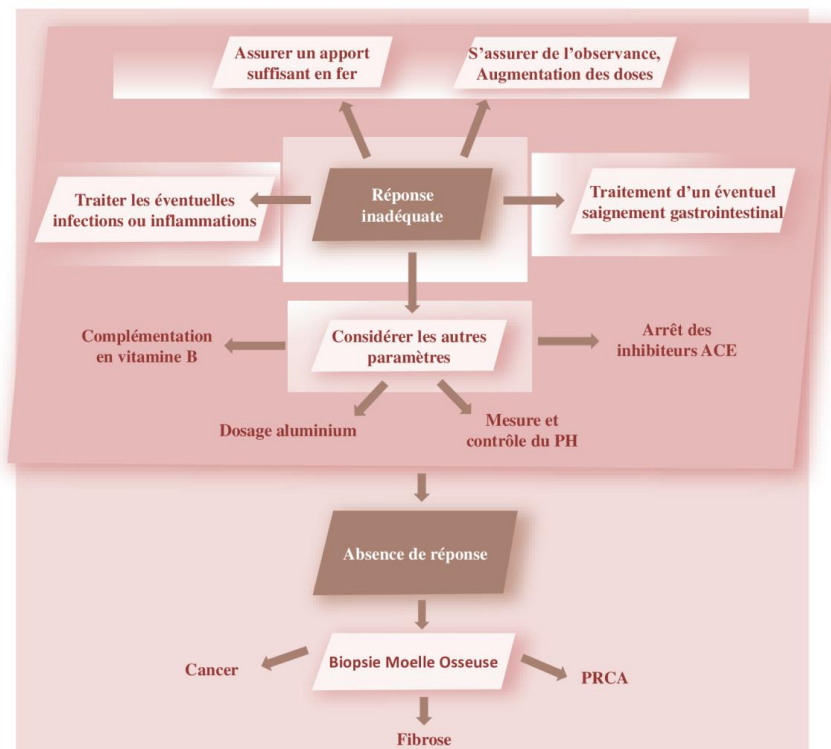 Assurer un apport
suffisant en fer
S'assurer de l'observance,
Augmentation des doses
Traiter les éventuelles
infections ou inflammations
Réponse
inadéquate
Traitement d'un éventuel
saignement gastrointestinal
Complémentation
en vitamine B
Considérer les autres
paramètres
Arrêt des
inhibiteurs ACE
Dosage aluminium
Mesure et
contrôle du PH
Absence de réponse
Biopsie Moelle Osseuse
Cancer
PRCA
Fibrose